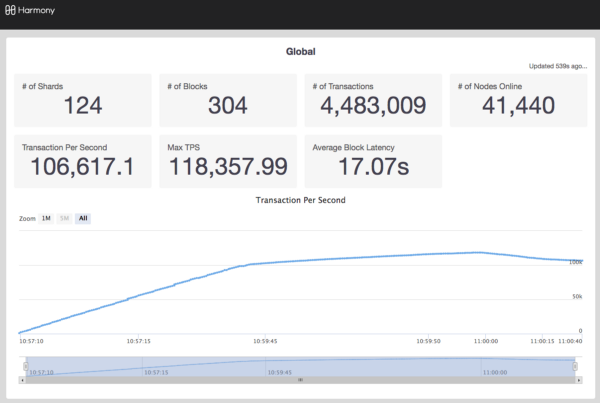 Harmony
Global
Updated 539s ago...
# of Shards
124
# of Blocks
304
# of Transactions
4,483,009
# of Nodes Online
41,440
Transaction Per Second
106,617.1
Max TPS
118,357.99
Average Block Latency
17.07s
Transaction Per Second
Zoom 1M 5M All
100k
50k
0
10:57:10 10:57:15 10:59:45 10:59:50 11:00:00 11:00:15 11:00:40
10:57:10 10:57:15 10:59:45 11:00:00